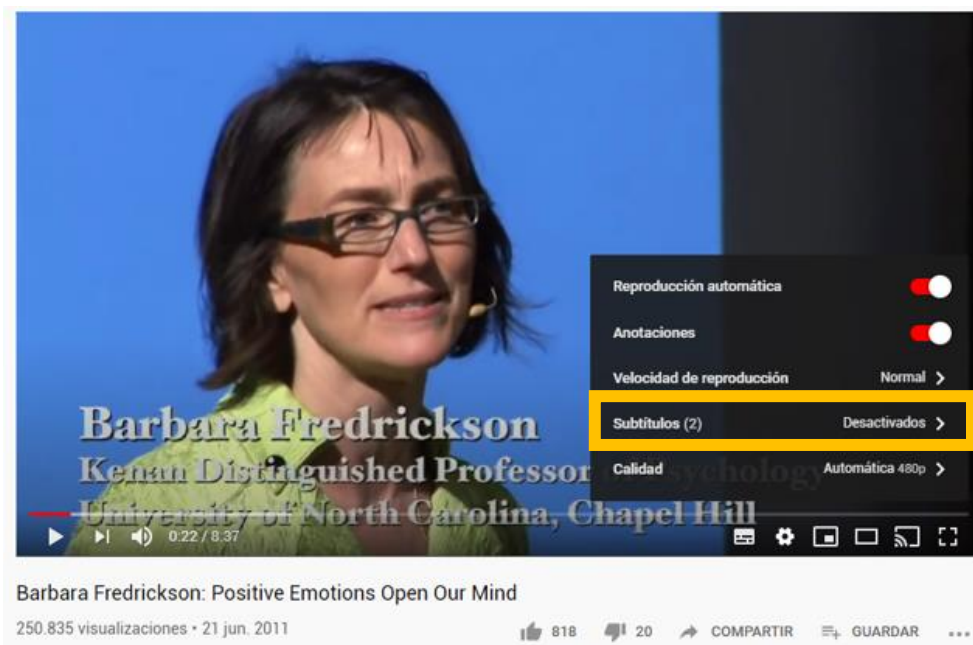 Reproducción automática
Anotaciones
Velocidad de reproducción Normal
Subtítulos (2) Desactivados
Calidad Automática 480p
Barbara Fredrickson
Kenan Distinguished Professor of Psychology
University of North Carolina, Chapel Hill
0:22 / 8:37
Barbara Fredrickson: Positive Emotions Open Our Mind
250.835 visualizaciones • 21 jun. 2011 818 20 COMPARTIR GUARDAR